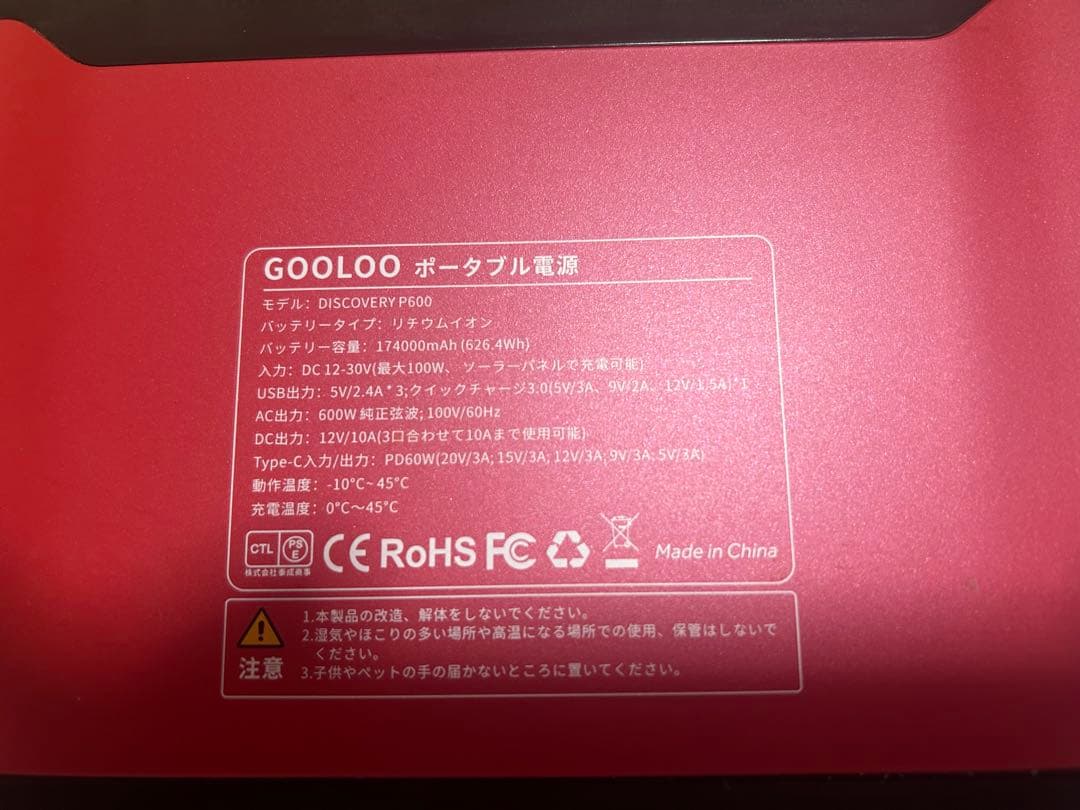 GOOLOO ポータブル電源
モデル: DISCOVERY P600
バッテリータイプ: リチウムイオン
バッテリー容量: 174000mAh (626.4Wh)
入力: DC 12-30V(最大100W、ソーラーパネルで充電可能)
USB出力: 5V/2.4A * 3;クイックチャージ3.0(5V/3A、9V/2A、12V/1.5A)*1
AC出力: 600W 純正弦波; 100V/60Hz
DC出力: 12V/10A(3口合わせて10Aまで使用可能)
Type-C入力/出力: PD60W(20V/3A; 15V/3A; 12V/3A; 9V/3A; 5V/3A)
動作温度: -10°C~ 45°C
充電温度: 0°C〜45°C
CTL PS E CE RoHS FC Made in China
株式会社泰成商事
注意
1.本製品の改造、解体をしないでください。
2.湿気やほこりの多い場所や高温になる場所での使用、保管はしないで
ください。
3.子供やペットの手の届かないところに置いてください。